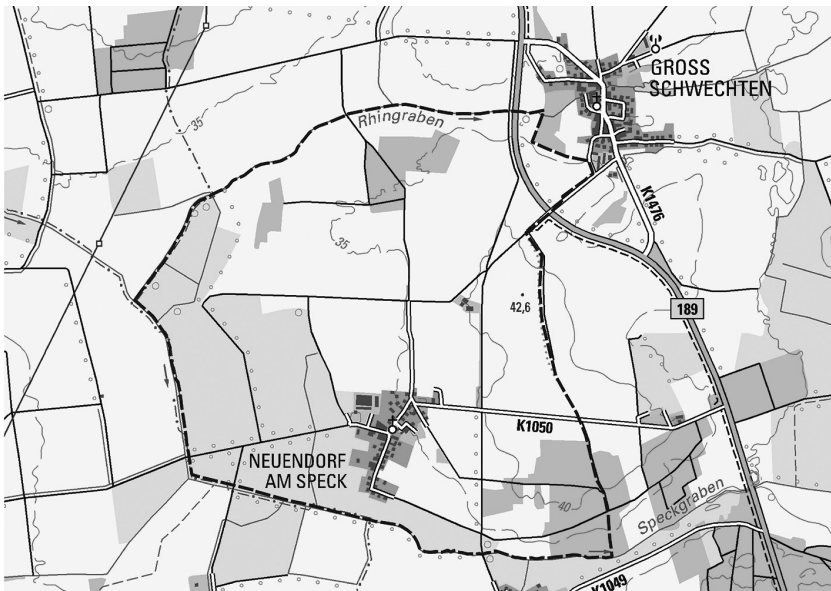 GROSS
SCHWECHTEN
35
Rhingraben
K1476
35
42,6
189
K1050
NEUENDORF
AM SPECK
40
Speckgraben
K1049